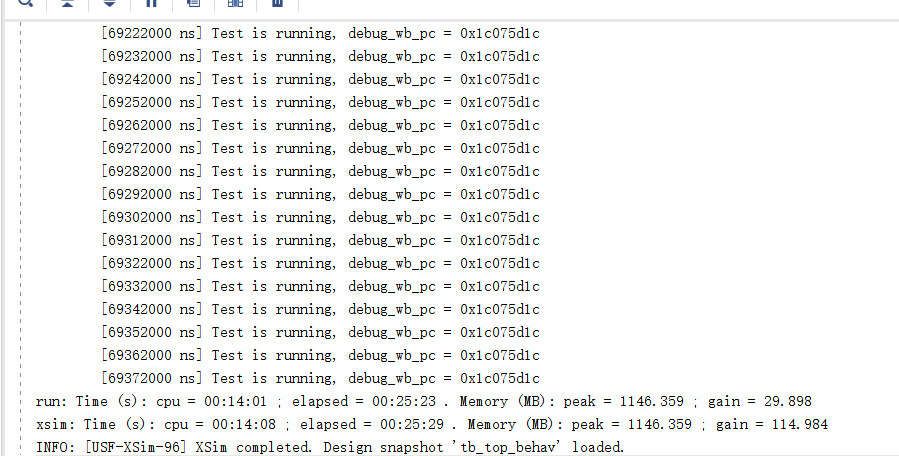 [69222000 ns] Test is running, debug_wb_pc = 0x1c075d1c
[69232000 ns] Test is running, debug_wb_pc = 0x1c075d1c
[69242000 ns] Test is running, debug_wb_pc = 0x1c075d1c
[69252000 ns] Test is running, debug_wb_pc = 0x1c075d1c
[69262000 ns] Test is running, debug_wb_pc = 0x1c075d1c
[69272000 ns] Test is running, debug_wb_pc = 0x1c075d1c
[69282000 ns] Test is running, debug_wb_pc = 0x1c075d1c
[69292000 ns] Test is running, debug_wb_pc = 0x1c075d1c
[69302000 ns] Test is running, debug_wb_pc = 0x1c075d1c
[69312000 ns] Test is running, debug_wb_pc = 0x1c075d1c
[69322000 ns] Test is running, debug_wb_pc = 0x1c075d1c
[69332000 ns] Test is running, debug_wb_pc = 0x1c075d1c
[69342000 ns] Test is running, debug_wb_pc = 0x1c075d1c
[69352000 ns] Test is running, debug_wb_pc = 0x1c075d1c
[69362000 ns] Test is running, debug_wb_pc = 0x1c075d1c
[69372000 ns] Test is running, debug_wb_pc = 0x1c075d1c
run: Time (s): cpu = 00:14:01 ; elapsed = 00:25:23 . Memory (MB): peak = 1146.359 ; gain = 29.898
xsim: Time (s): cpu = 00:14:08 ; elapsed = 00:25:29 . Memory (MB): peak = 1146.359 ; gain = 114.984
INFO: [USF-XSim-96] XSim completed. Design snapshot 'tb_top_behav' loaded.